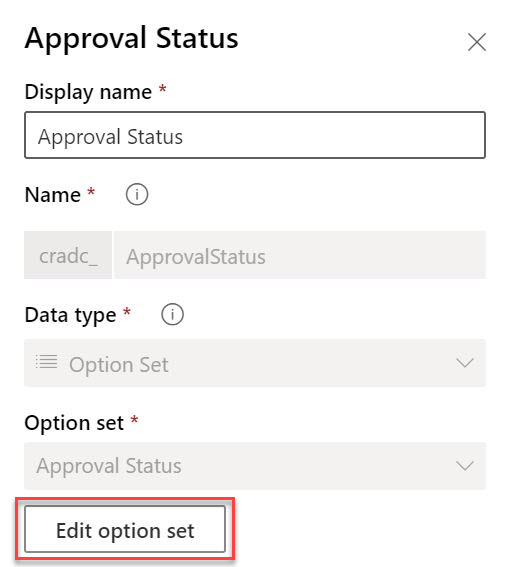 Approval Status
Display name *
Approval Status
Name *
cradc_ ApprovalStatus
Data type *
Option Set
Option set *
Approval Status
Edit option set